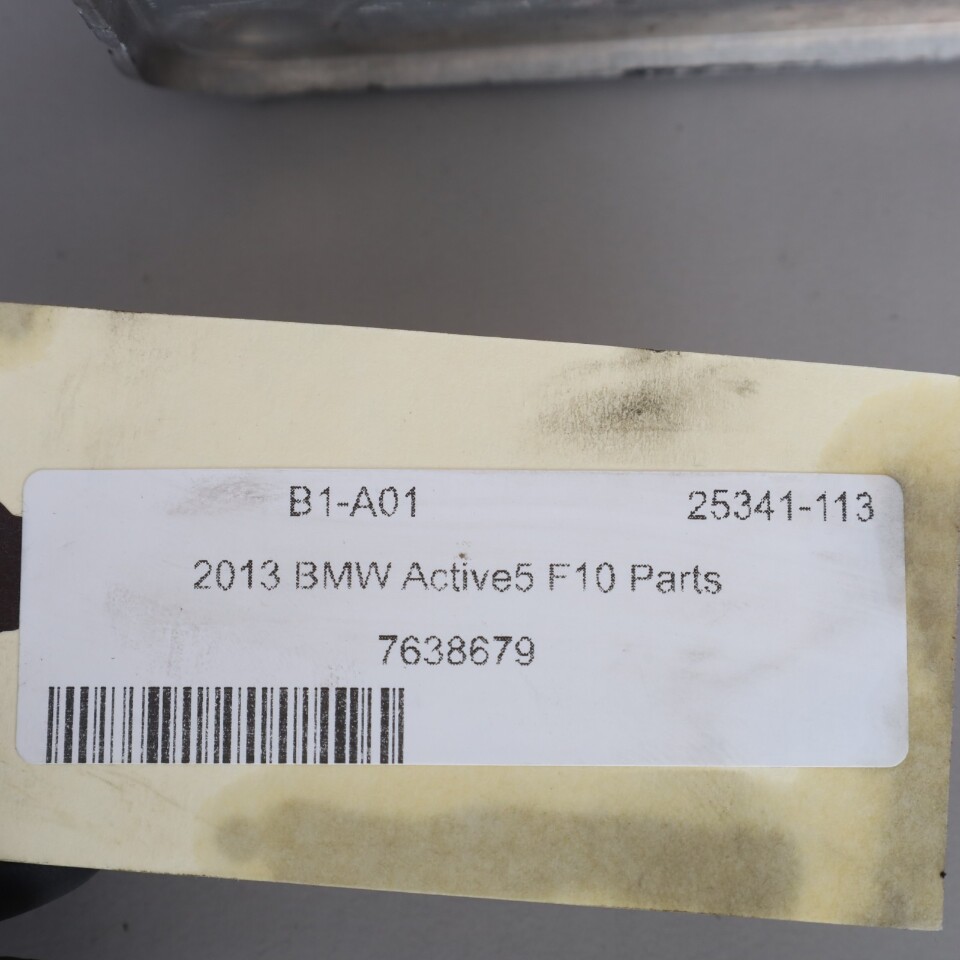 B1-A01 25341-113
2013 BMW Active5 F10 Parts
7638679